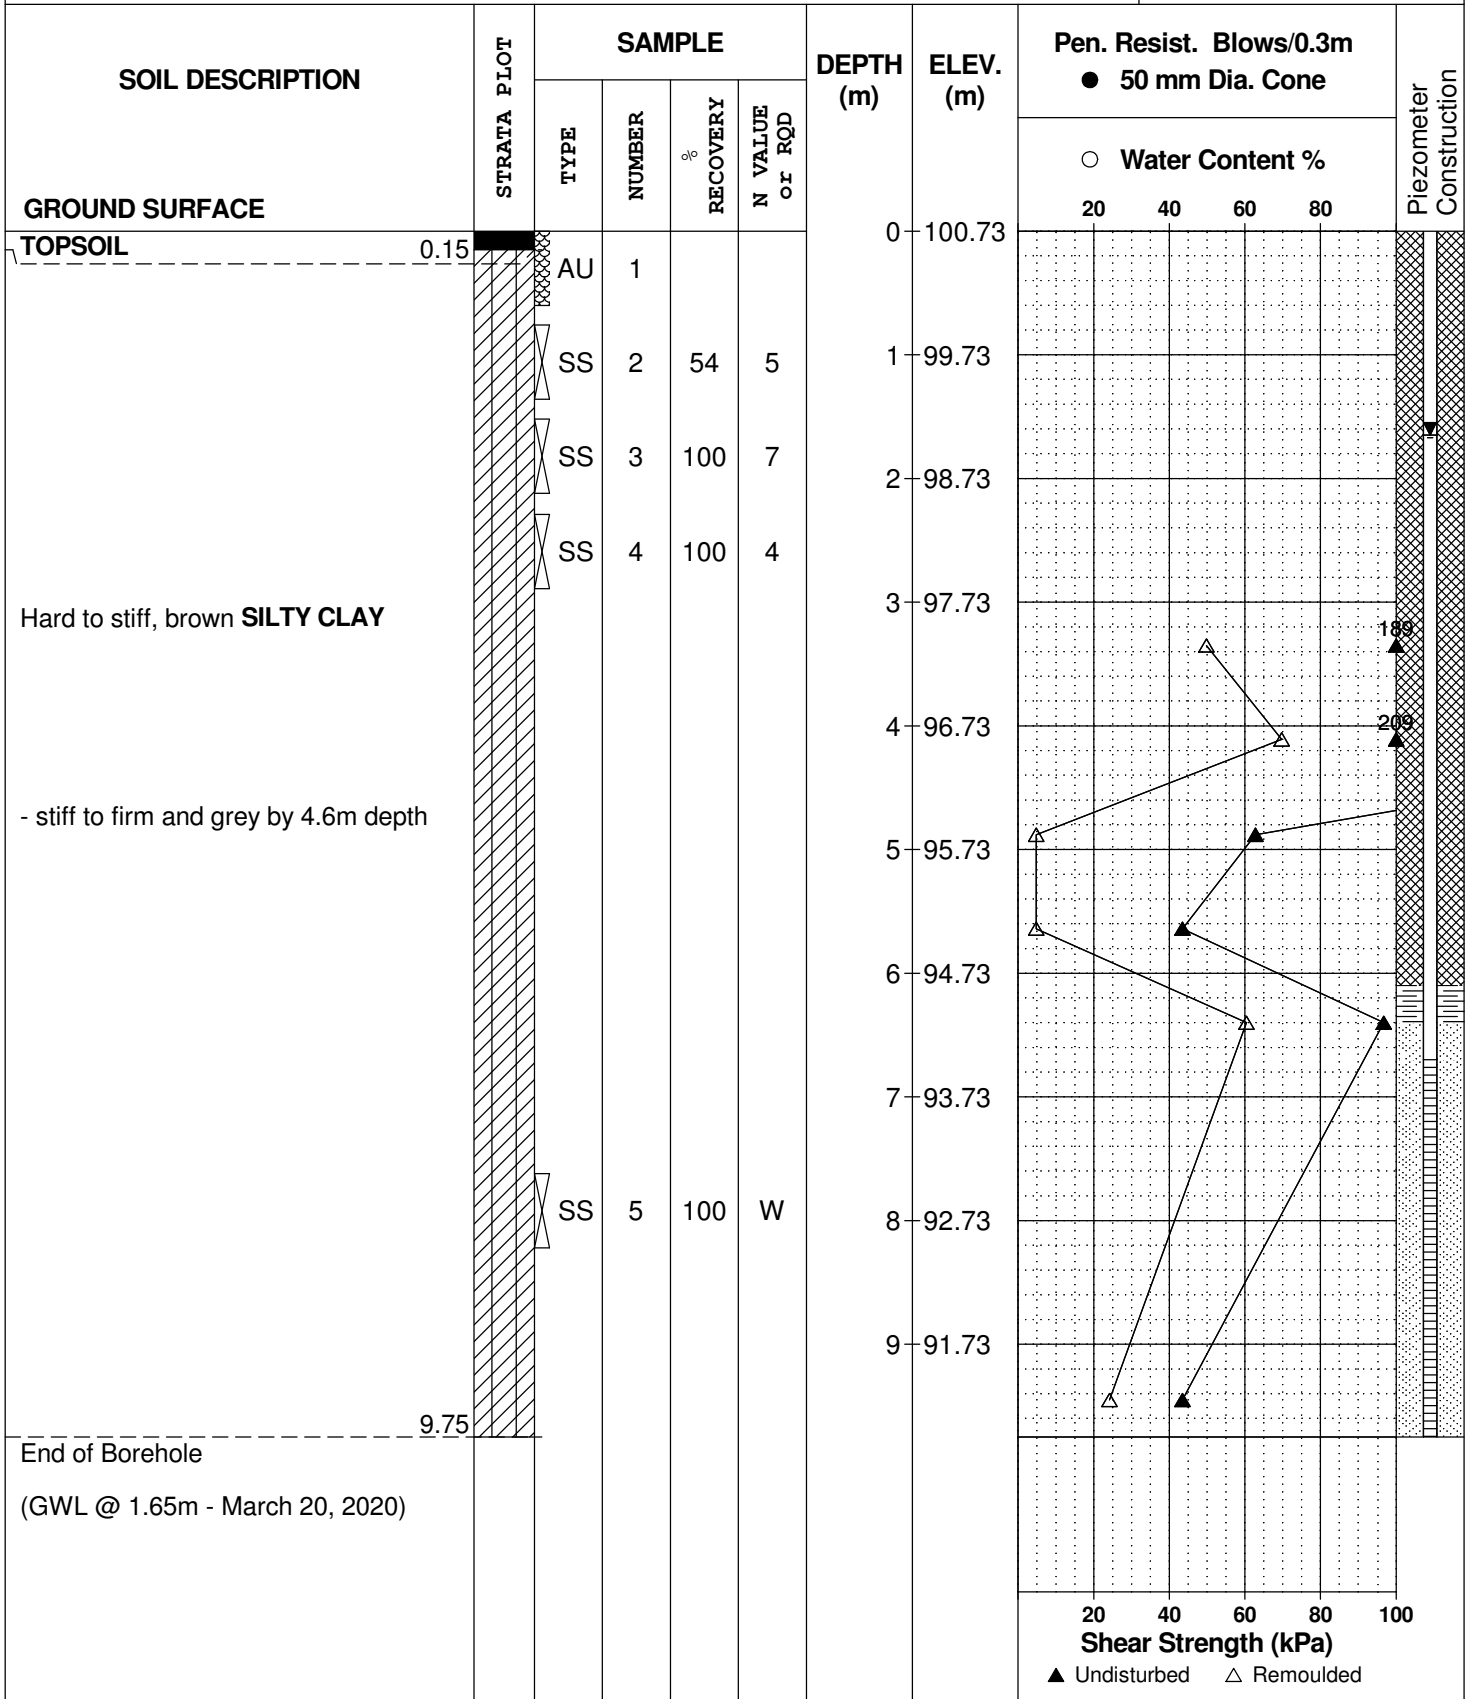 SOIL DESCRIPTION
GROUND SURFACE
STRATA PLOT
SAMPLE
TYPE
NUMBER
% RECOVERY
N VALUE or RQD
DEPTH (m)
ELEV. (m)
Pen. Resist. Blows/0.3m
● 50 mm Dia. Cone
○ Water Content %
20 40 60 80
Piezometer Construction
0 100.73
TOPSOIL 0.15
AU 1
SS 2 54 5
1 99.73
SS 3 100 7
2 98.73
SS 4 100 4
3 97.73
Hard to stiff, brown SILTY CLAY
189
4 96.73
209
- stiff to firm and grey by 4.6m depth
5 95.73
6 94.73
7 93.73
SS 5 100 W
8 92.73
9 91.73
9.75
End of Borehole
(GWL @ 1.65m - March 20, 2020)
20 40 60 80 100
Shear Strength (kPa)
▲ Undisturbed △ Remoulded